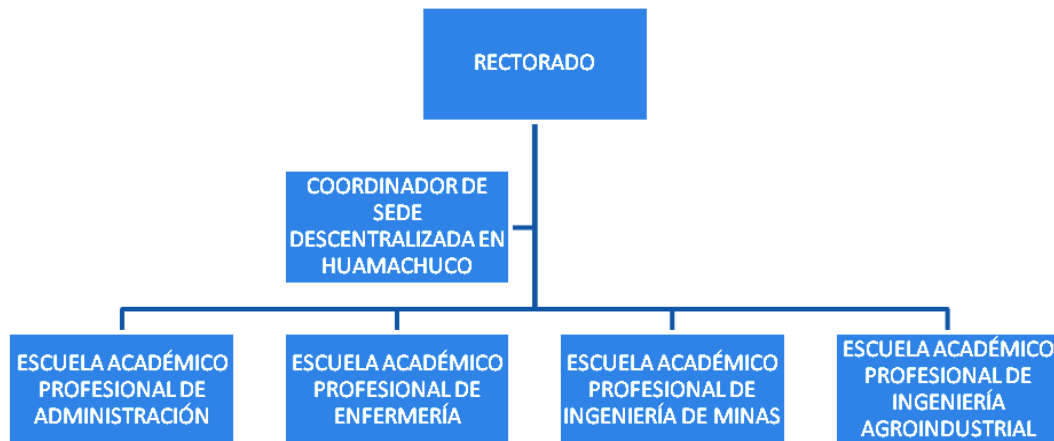 RECTORADO
COORDINADOR DE
SEDE
DESCENTRALIZADA EN
HUAMACHUCO
ESCUELA ACADÉMICO
PROFESIONAL DE
ADMINISTRACIÓN
ESCUELA ACADÉMICO
PROFESIONAL DE
ENFERMERÍA
ESCUELA ACADÉMICO
PROFESIONAL DE
INGENIERÍA DE MINAS
ESCUELA ACADÉMICO
PROFESIONAL DE
INGENIERÍA
AGROINDUSTRIAL